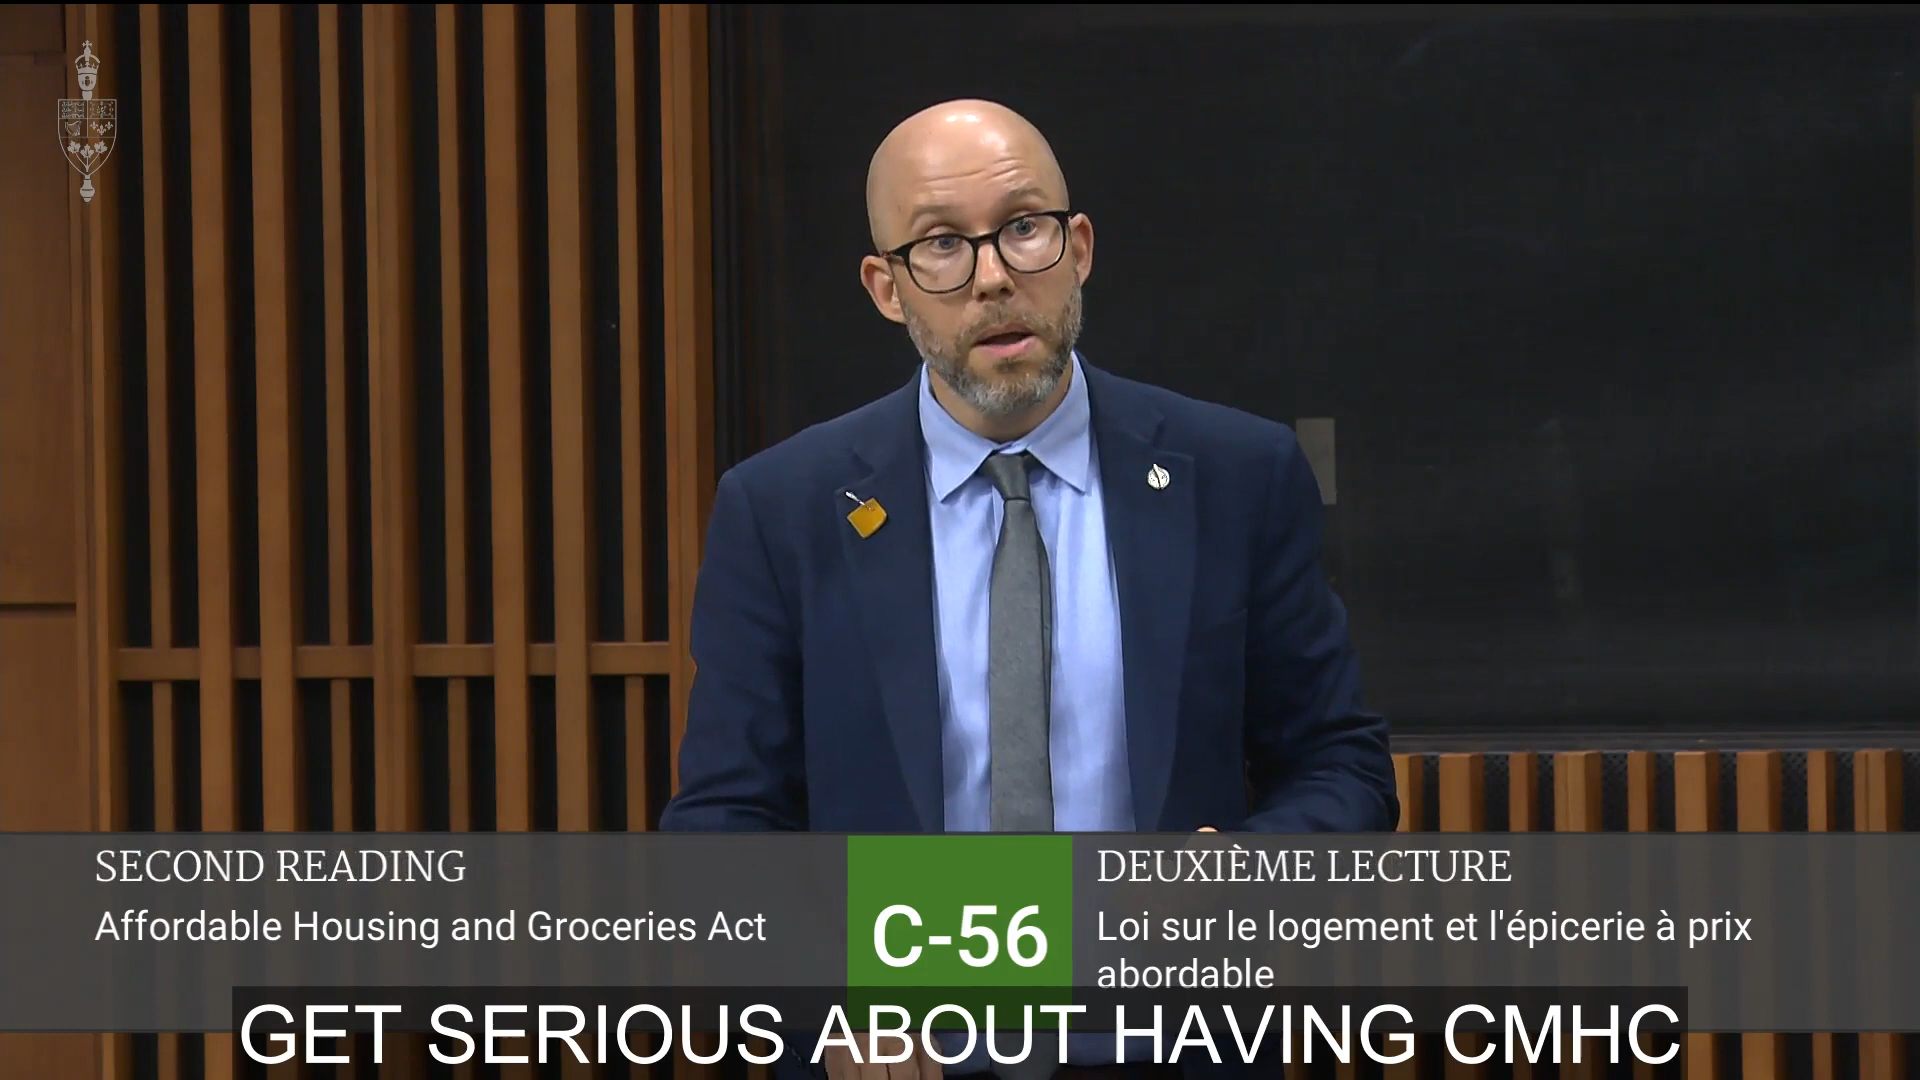 SECOND READING
Affordable Housing and Groceries Act
C-56
DEUXIÈME LECTURE
Loi sur le logement et l'épicerie à prix
abordable
GET SERIOUS ABOUT HAVING CMHC